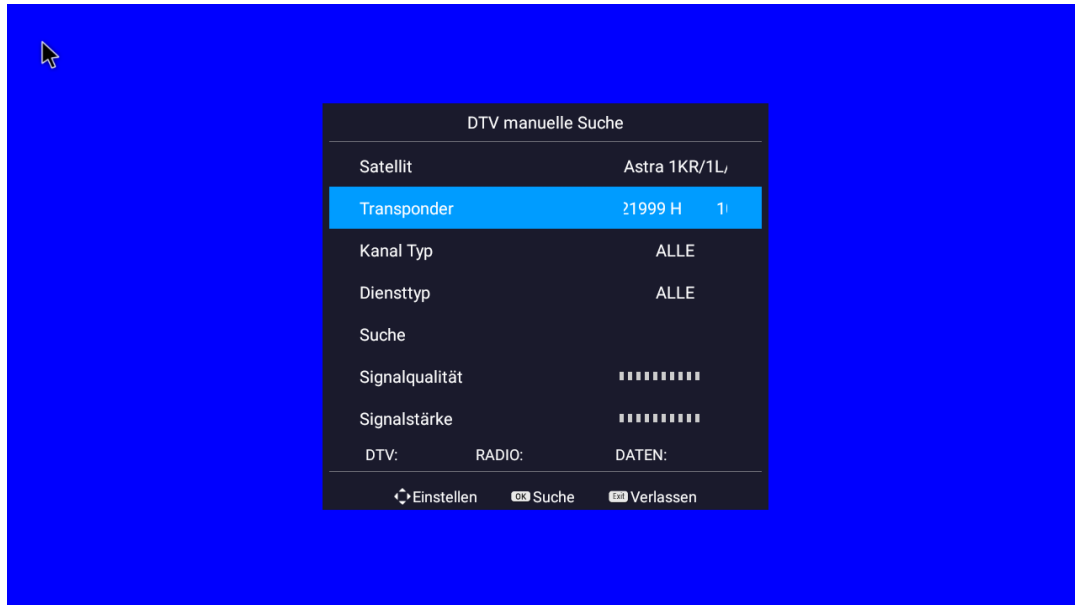 DTV manuelle Suche
Satellit Astra 1KR/1L/
Transponder 21999 H 1
Kanal Typ ALLE
Diensttyp ALLE
Suche
Signalqualität
Signalstärke
DTV: RADIO: DATEN:
Einstellen OK Suche Exit Verlassen